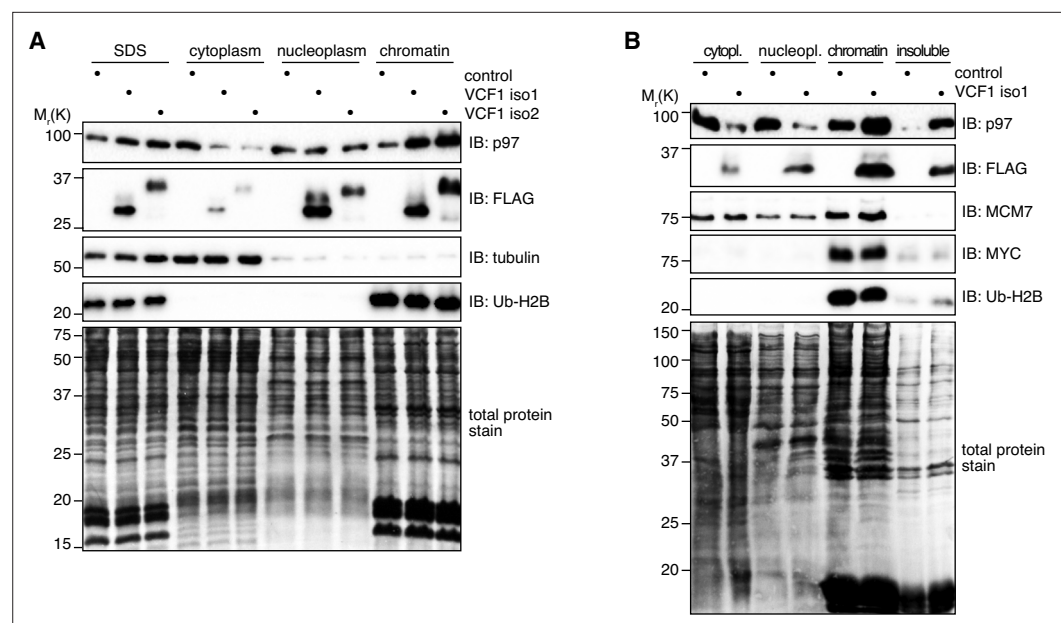 A
SDS cytoplasm nucleoplasm chromatin
control
VCF1 iso1
VCF1 iso2
Mr(K)
100
IB: p97
37
25
IB: FLAG
50
IB: tubulin
20
IB: Ub-H2B
75
50
37
25
20
15
total protein
stain
B
cytopl. nucleopl. chromatin insoluble
control
VCF1 iso1
Mr(K)
100
IB: p97
37
IB: FLAG
75
IB: MCM7
75
IB: MYC
20
IB: Ub-H2B
150
100
75
50
37
25
20
total protein
stain